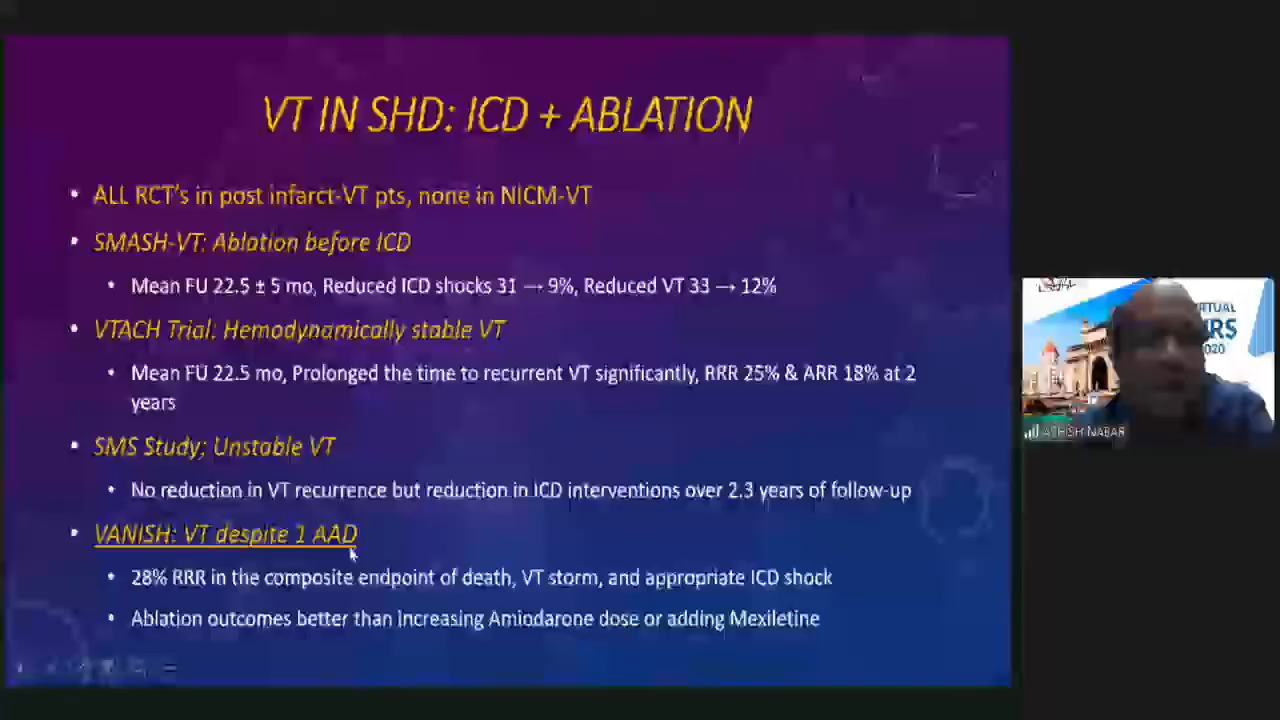 VT IN SHD: ICD + ABLATION
• ALL RCT's in post infarct-VT pts, none in NICM-VT
• SMASH-VT: Ablation before ICD
• Mean FU 22.5 ± 5 mo, Reduced ICD shocks 31 → 9%, Reduced VT 33 → 12%
• VTACH Trial: Hemodynamically stable VT
• Mean FU 22.5 mo, Prolonged the time to recurrent VT significantly, RRR 25% & ARR 18% at 2
years
• SMS Study: Unstable VT
• No reduction in VT recurrence but reduction in ICD interventions over 2.3 years of follow-up
• VANISH: VT despite 1 AAD
• 28% RRR in the composite endpoint of death, VT storm, and appropriate ICD shock
• Ablation outcomes better than increasing Amiodarone dose or adding Mexiletine
RS
2020
ASHISH NABAR